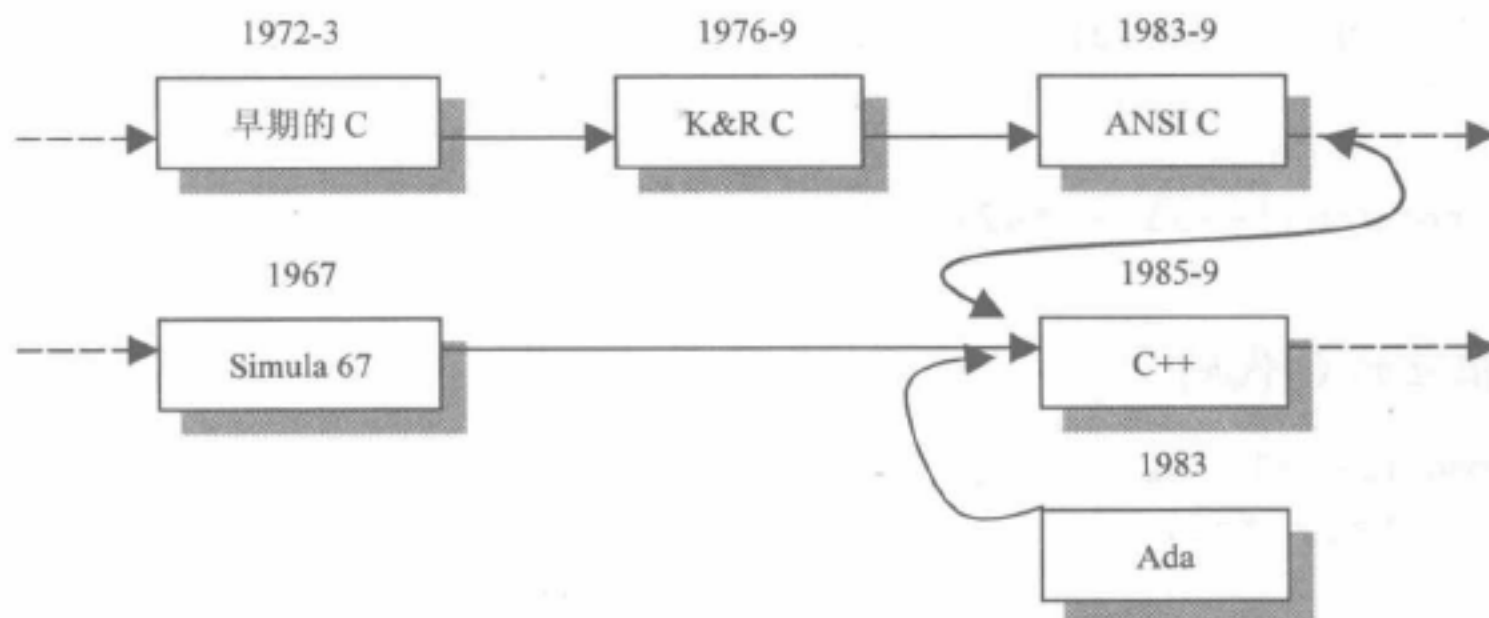 1972-3
1976-9
1983-9
早期的 C
K&R C
ANSI C
1967
1985-9
Simula 67
C++
1983
Ada